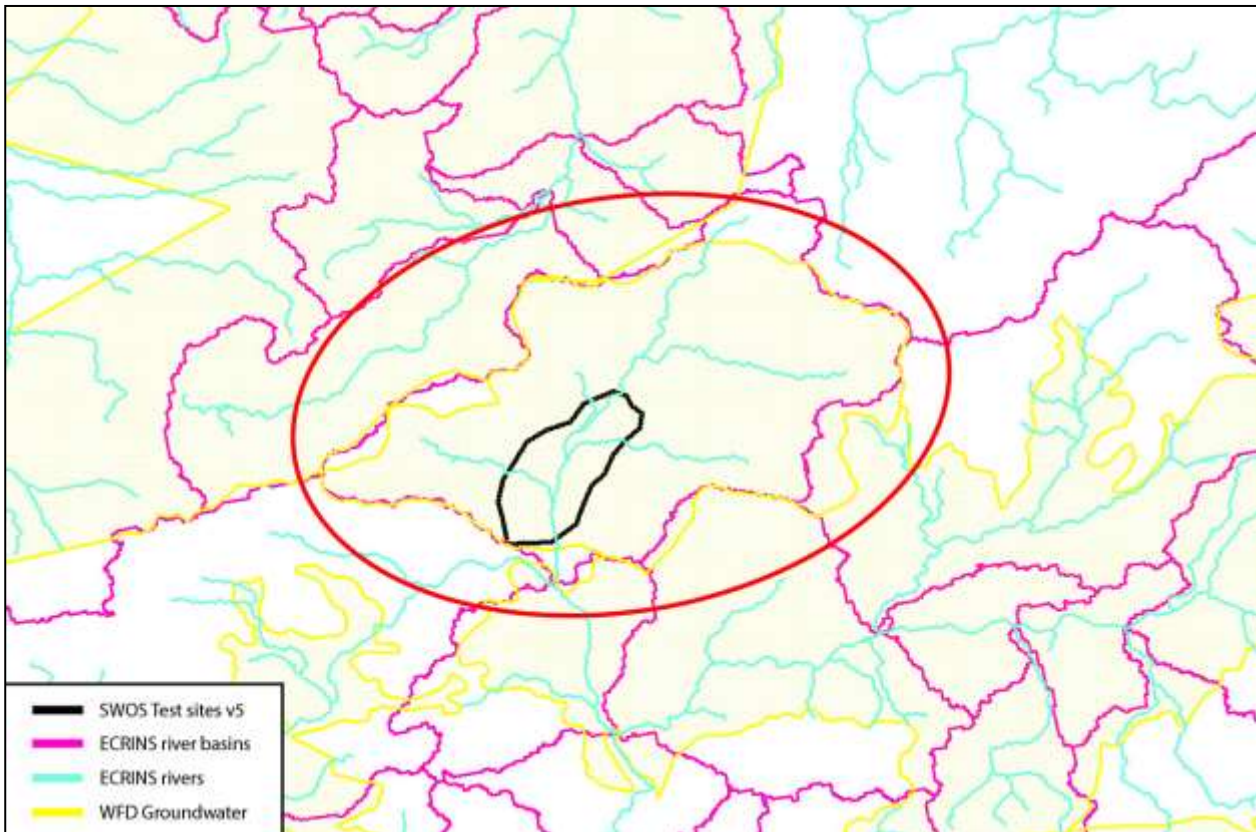 SWOS Test sites v5
ECRINS river basins
ECRINS rivers
WFD Groundwater